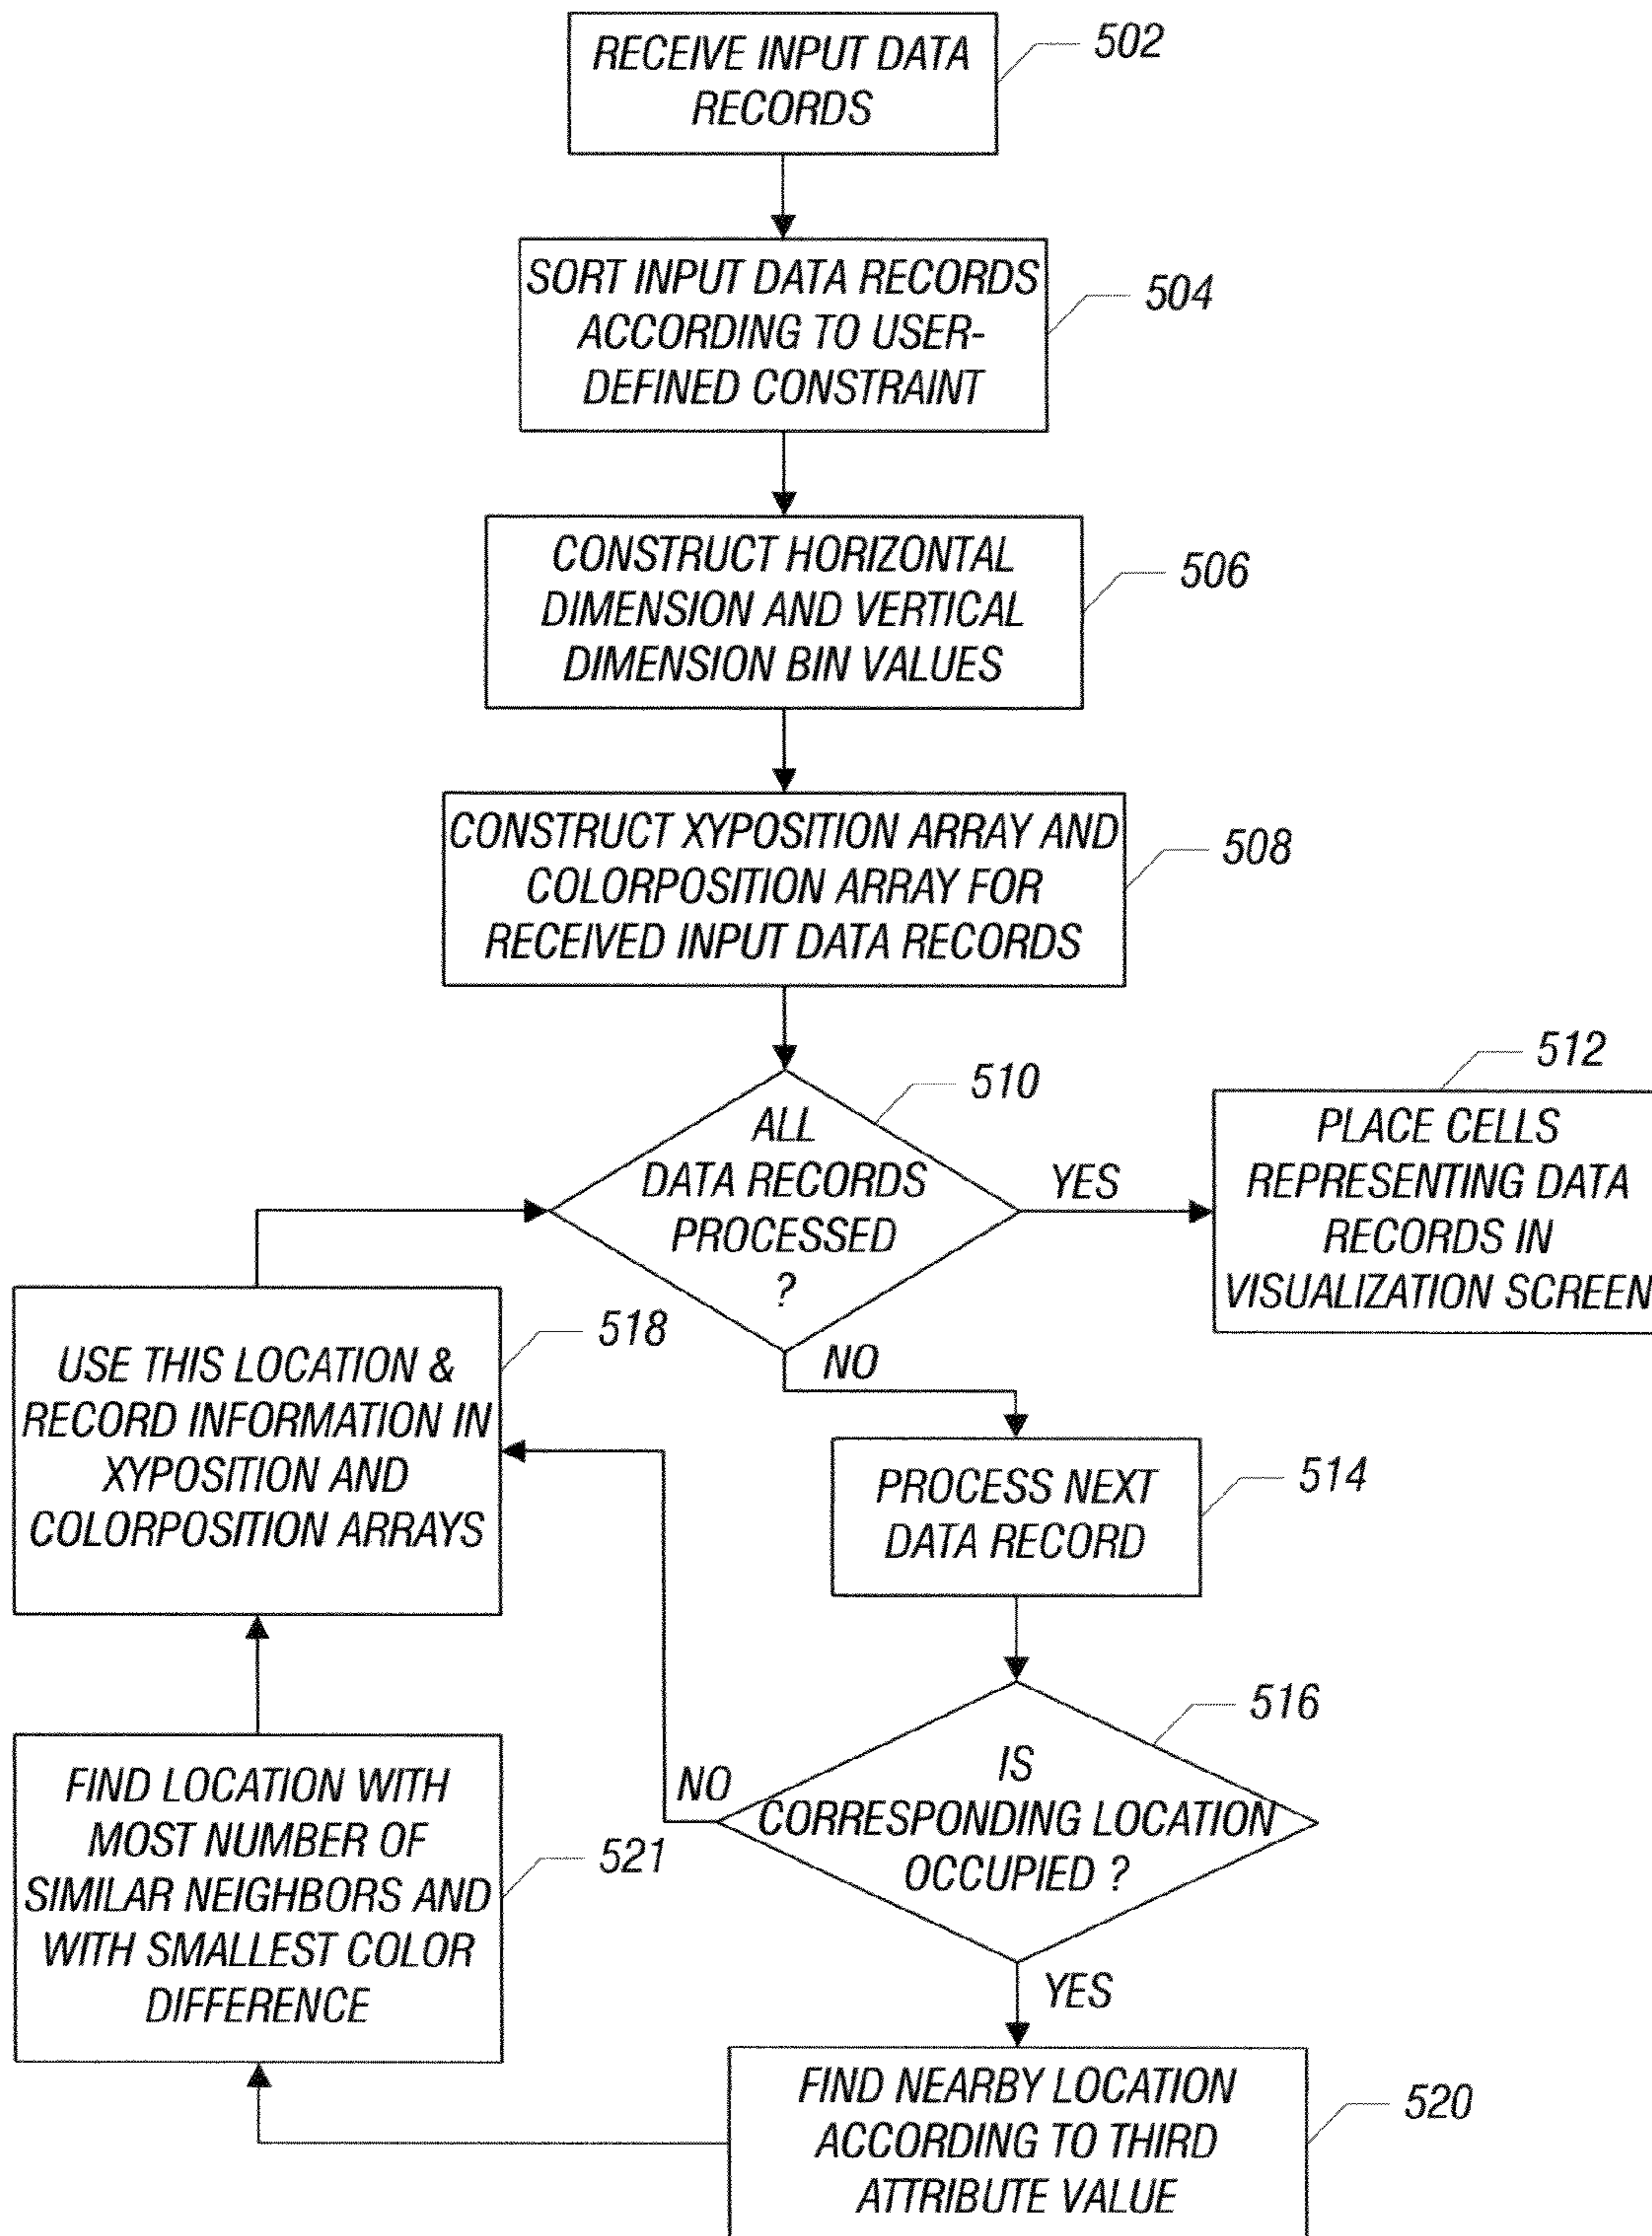 RECEIVE INPUT DATA
RECORDS
502
SORT INPUT DATA RECORDS
ACCORDING TO USER-
DEFINED CONSTRAINT
504
CONSTRUCT HORIZONTAL
DIMENSION AND VERTICAL
DIMENSION BIN VALUES
506
CONSTRUCT XYPOSITION ARRAY AND
COLORPOSITION ARRAY FOR
RECEIVED INPUT DATA RECORDS
508
ALL
DATA RECORDS
PROCESSED
?
510
YES
PLACE CELLS
REPRESENTING DATA
RECORDS IN
VISUALIZATION SCREEN
512
NO
PROCESS NEXT
DATA RECORD
514
IS
CORRESPONDING LOCATION
OCCUPIED ?
516
NO
USE THIS LOCATION &
RECORD INFORMATION IN
XYPOSITION AND
COLORPOSITION ARRAYS
518
YES
FIND NEARBY LOCATION
ACCORDING TO THIRD
ATTRIBUTE VALUE
520
FIND LOCATION WITH
MOST NUMBER OF
SIMILAR NEIGHBORS AND
WITH SMALLEST COLOR
DIFFERENCE
521